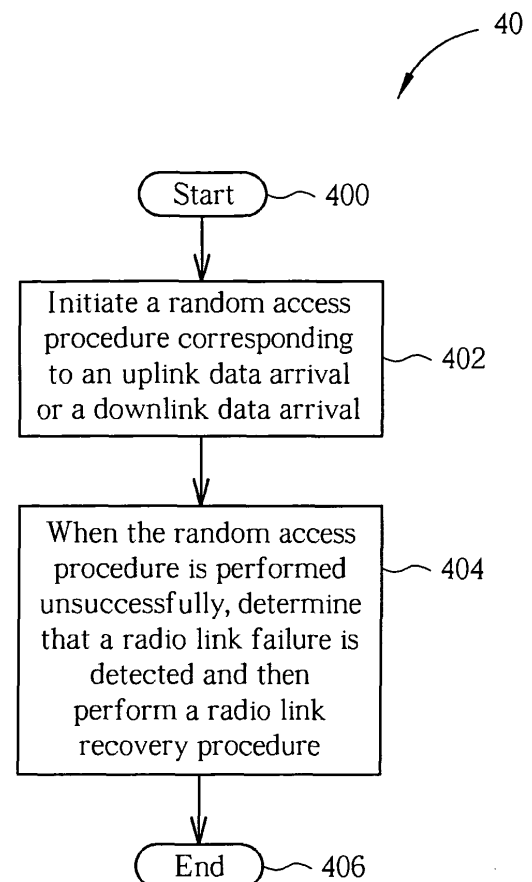 40
Start
400
Initiate a random access
procedure corresponding
to an uplink data arrival
or a downlink data arrival
402
When the random access
procedure is performed
unsuccessfully, determine
that a radio link failure is
detected and then
perform a radio link
recovery procedure
404
End
406